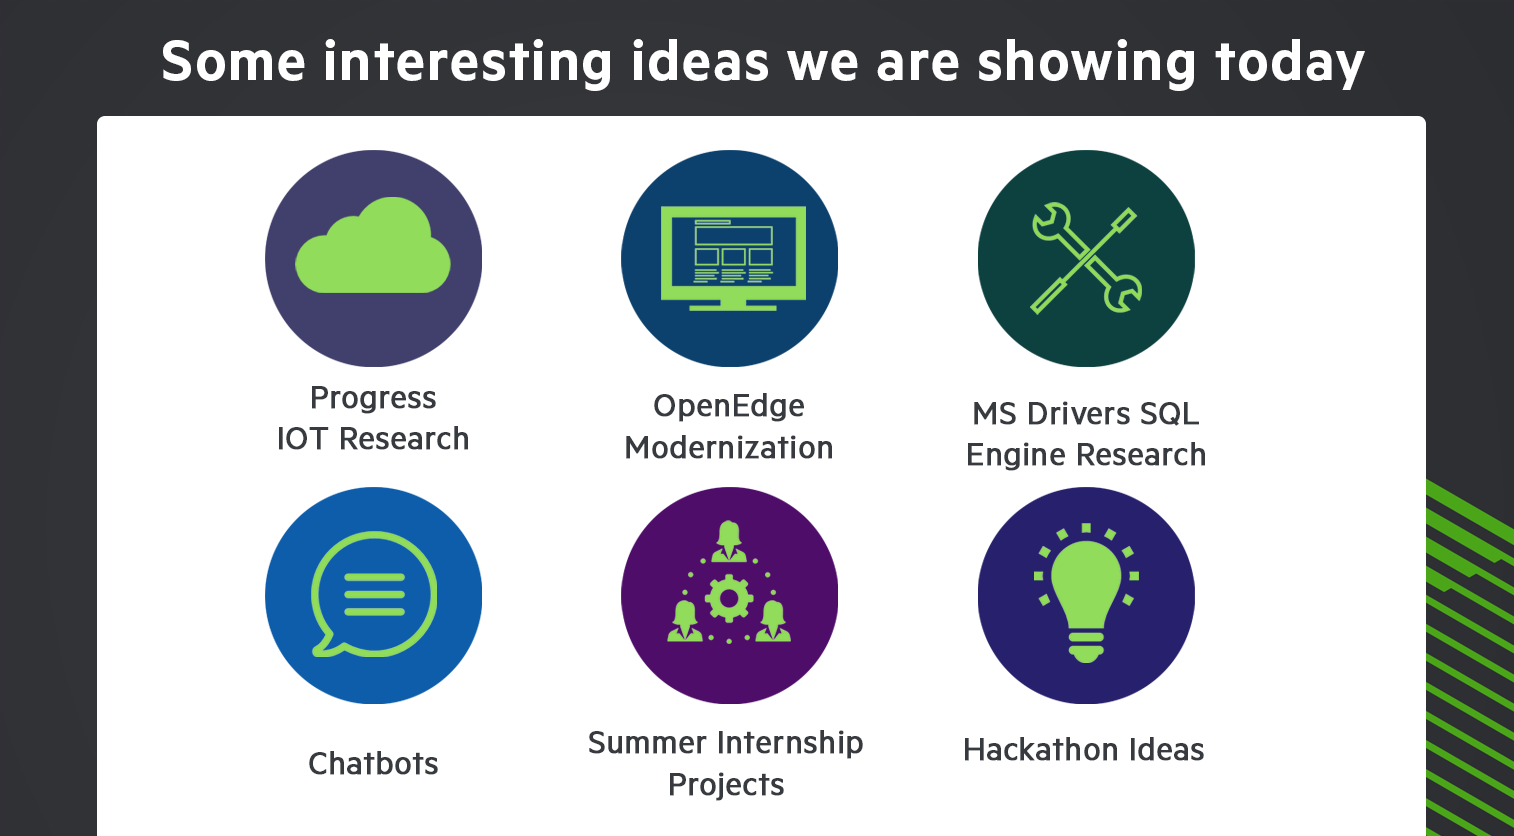 Some interesting ideas we are showing today
Progress
IOT Research
OpenEdge
Modernization
MS Drivers SQL
Engine Research
Chatbots
Summer Internship
Projects
Hackathon Ideas